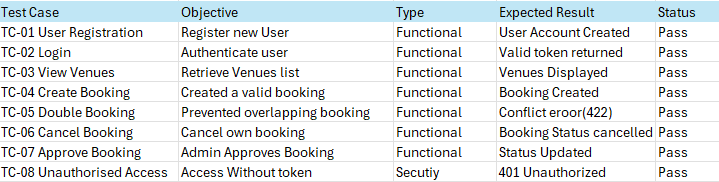 Test Case Objective Type Expected Result Status
TC-01 User Registration Register new User Functional User Account Created Pass
TC-02 Login Authenticate user Functional Valid token returned Pass
TC-03 View Venues Retrieve Venues list Functional Venues Displayed Pass
TC-04 Create Booking Created a valid booking Functional Booking Created Pass
TC-05 Double Booking Prevented overlapping booking Functional Conflict eroor(422) Pass
TC-06 Cancel Booking Cancel own booking Functional Booking Status cancelled Pass
TC-07 Approve Booking Admin Approves Booking Functional Status Updated Pass
TC-08 Unauthorised Access Access Without token Secutiy 401 Unauthorized Pass